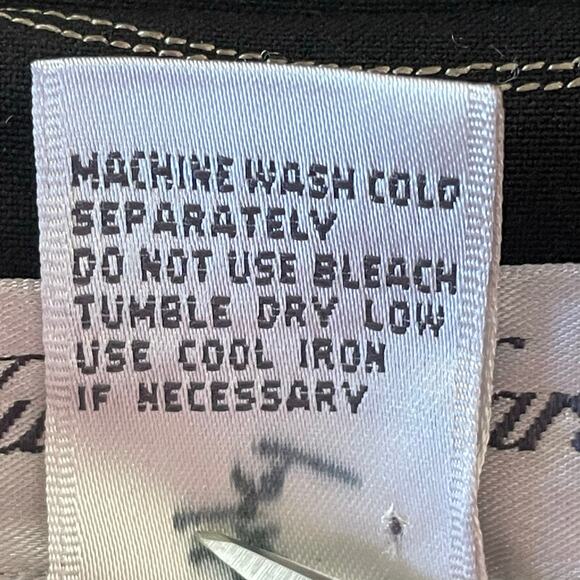 MACHINE WASH COLD
SEPARATELY
DO NOT USE BLEACH
TUMBLE DRY LOW
USE COOL IRON
IF NECESSARY